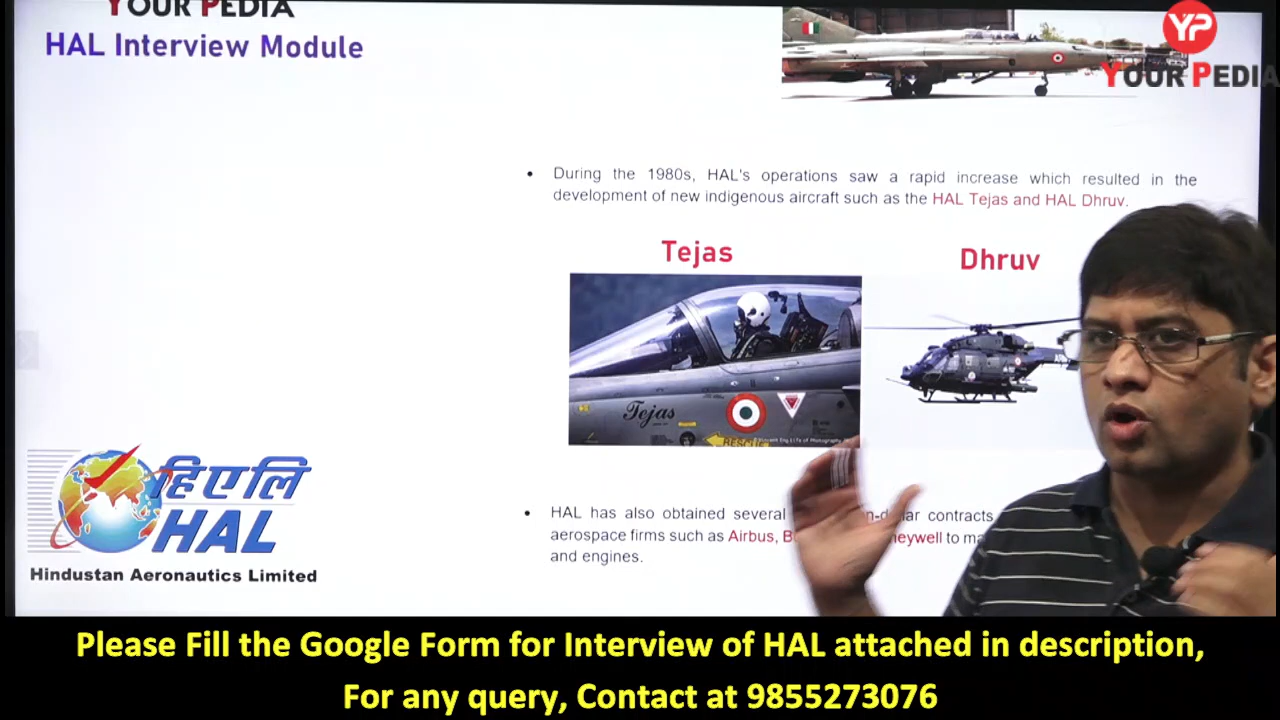 YOUR PEDIA
HAL Interview Module
YP
YOUR PEDIA
• During the 1980s, HAL's operations saw a rapid increase which resulted in the
development of new indigenous aircraft such as the HAL Tejas and HAL Dhruv.
Tejas
Dhruv
Tejas
RESCUE
• HAL has also obtained several contracts
aerospace firms such as Airbus, to
and engines.
हिएलि
HAL
Hindustan Aeronautics Limited
Please Fill the Google Form for Interview of HAL attached in description,
For any query, Contact at 9855273076